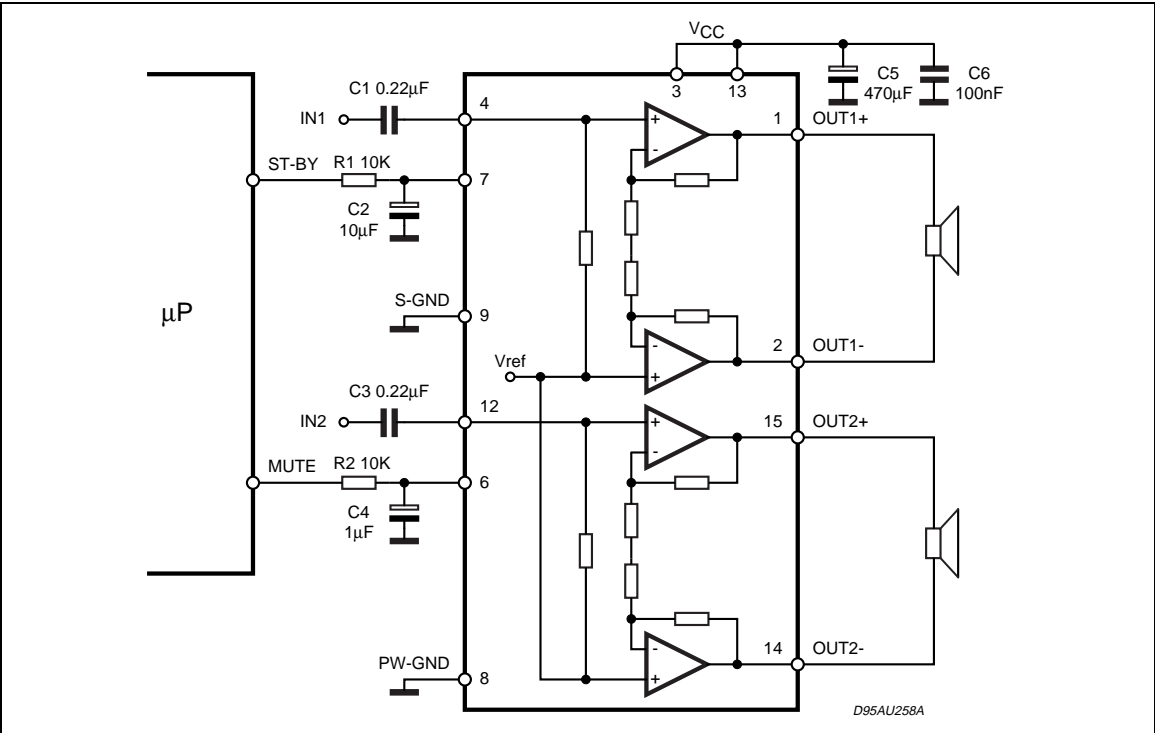 VCC
C1 0.22μF
4
3
13
C5
470μF
C6
100nF
IN1
1
OUT1+
+
-
ST-BY
R1 10K
7
C2
10μF
μP
S-GND
9
-
+
2
OUT1-
Vref
C3 0.22μF
12
IN2
+
-
15
OUT2+
MUTE
R2 10K
6
C4
1μF
-
+
14
OUT2-
PW-GND
8
D95AU258A